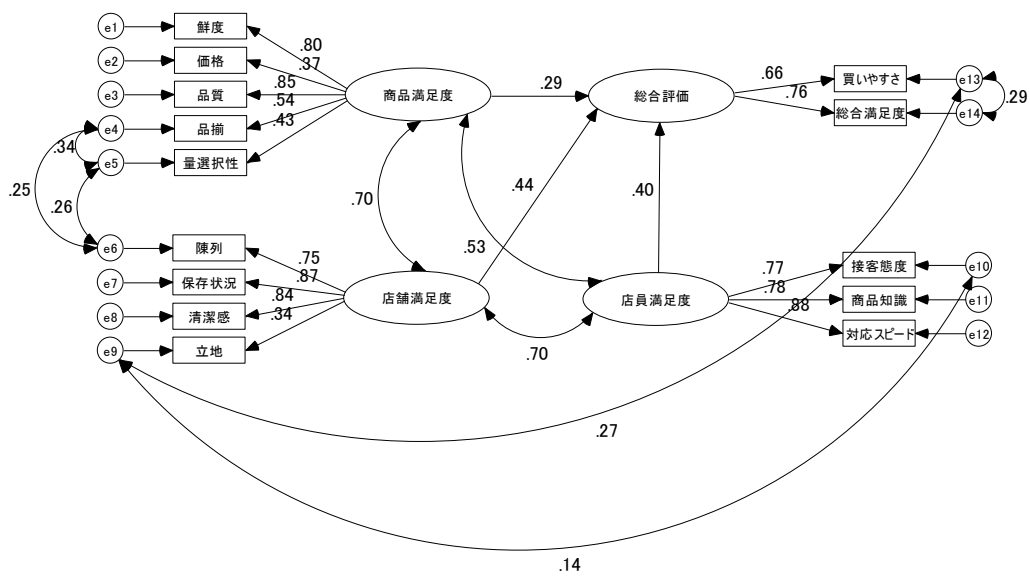 e1
鮮度
.80
e2
価格
.37
e3
品質
.85
e4
品揃
.54
e5
量選択性
.43
.34
.25
.26
商品満足度
.29
総合評価
.66
買いやすさ
e13
.76
総合満足度
e14
.29
.70
.44
.40
.53
e6
陳列
.75
e7
保存状況
.87
e8
清潔感
.84
e9
立地
.34
店舗満足度
店員満足度
.70
.77
接客態度
e10
.78
商品知識
e11
.88
対応スピード
e12
.27
.14